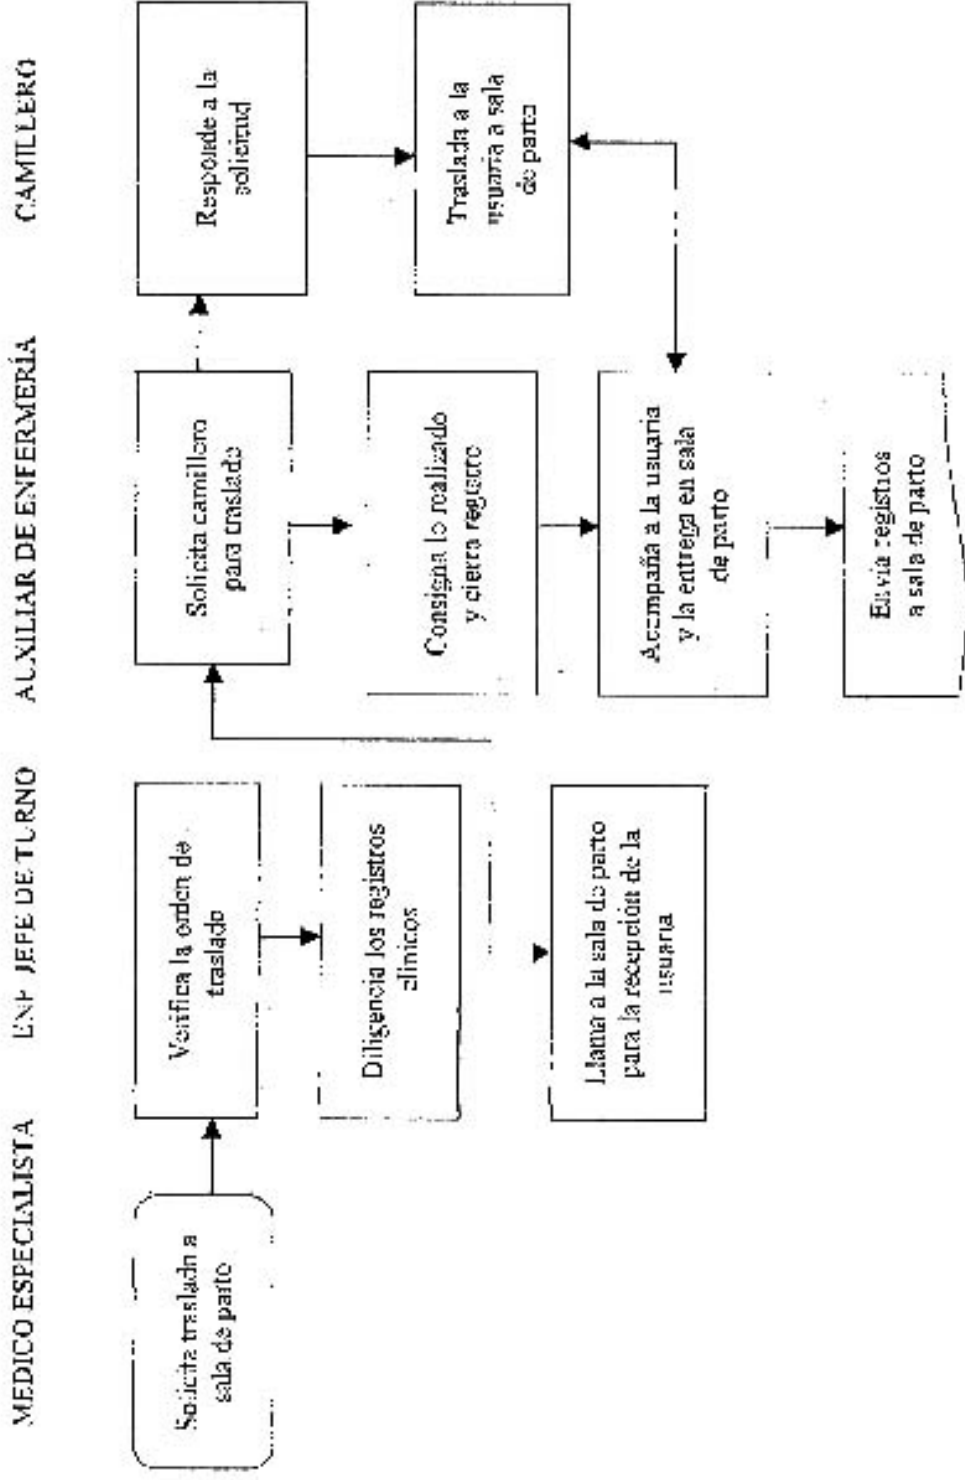 MEDICO ESPECIALISTA
ENF JEFE DE TURNO
AUXILIAR DE ENFERMERÍA
CAMILLERO
Solicita traslado a
sala de parto
Verifica la orden de
traslado
Diligencia los registros
clinicos
Llama a la sala de parto
para la recepción de la
usuaria
Solicita camillero
para traslado
Consigna lo realizado
y cierra registro
Acompaña a la usuaria
y la entrega en sala
de parto
Envia registros
a sala de parto
Responde a la
solicitud
Traslada a la
usuaria a sala
de parto